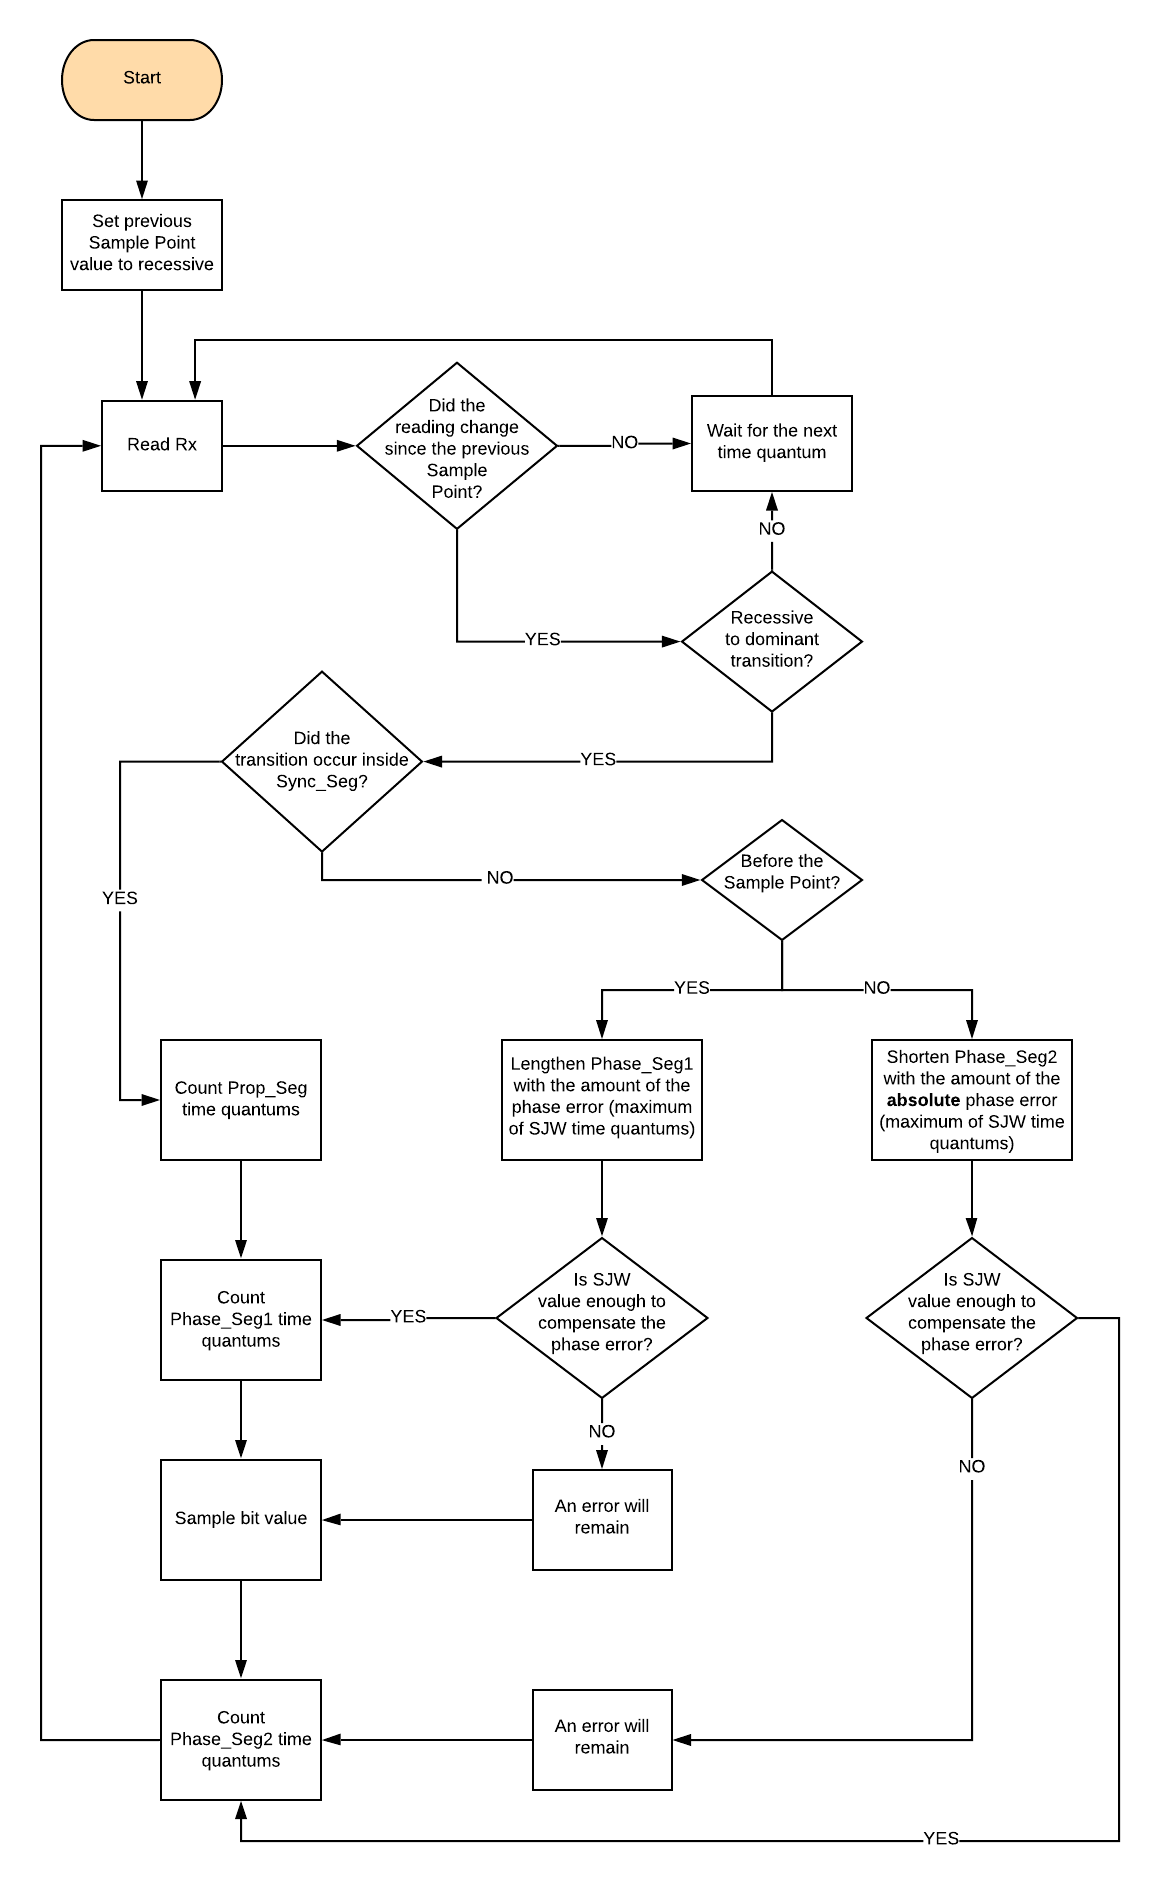 Start
Set previous
Sample Point
value to recessive
Read Rx
Did the
reading change
since the previous
Sample
Point?
NO
Wait for the next
time quantum
NO
YES
Recessive
to dominant
transition?
Did the
transition occur inside
Sync_Seg?
YES
NO
Before the
Sample Point?
YES
YES
NO
Count Prop_Seg
time quantums
Lengthen Phase_Seg1
with the amount of the
phase error (maximum
of SJW time quantums)
Shorten Phase_Seg2
with the amount of the
absolute phase error
(maximum of SJW time
quantums)
Count
Phase_Seg1 time
quantums
YES
Is SJW
value enough to
compensate the
phase error?
Is SJW
value enough to
compensate the
phase error?
NO
NO
Sample bit value
An error will
remain
Count
Phase_Seg2 time
quantums
An error will
remain
YES